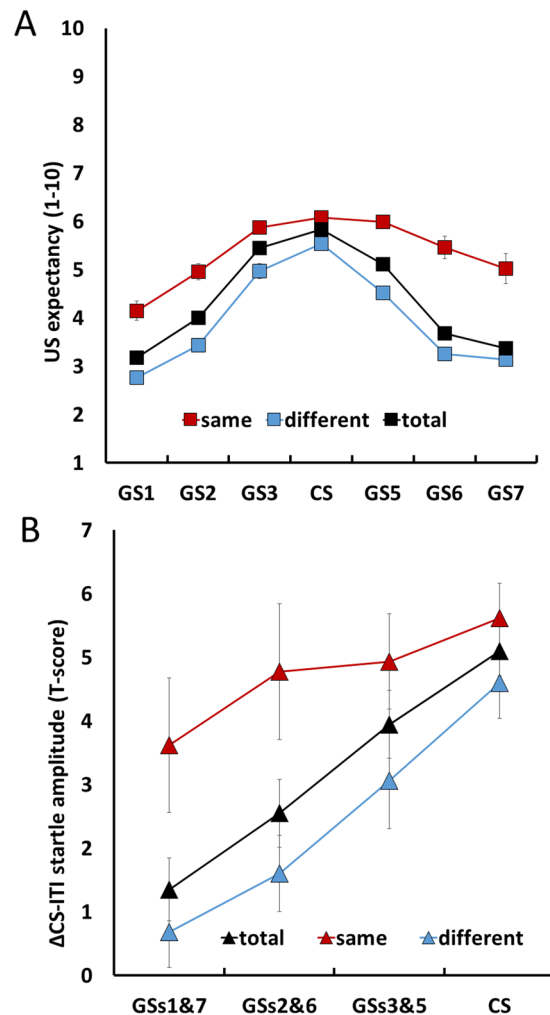 A
10
9
8
7
6
5
4
3
2
1
US expectancy (1-10)
same different total
GS1 GS2 GS3 CS GS5 GS6 GS7
B
7
6
5
4
3
2
1
0
ΔCS-ITI startle amplitude (T-score)
total same different
GSs1&7 GSs2&6 GSs3&5 CS